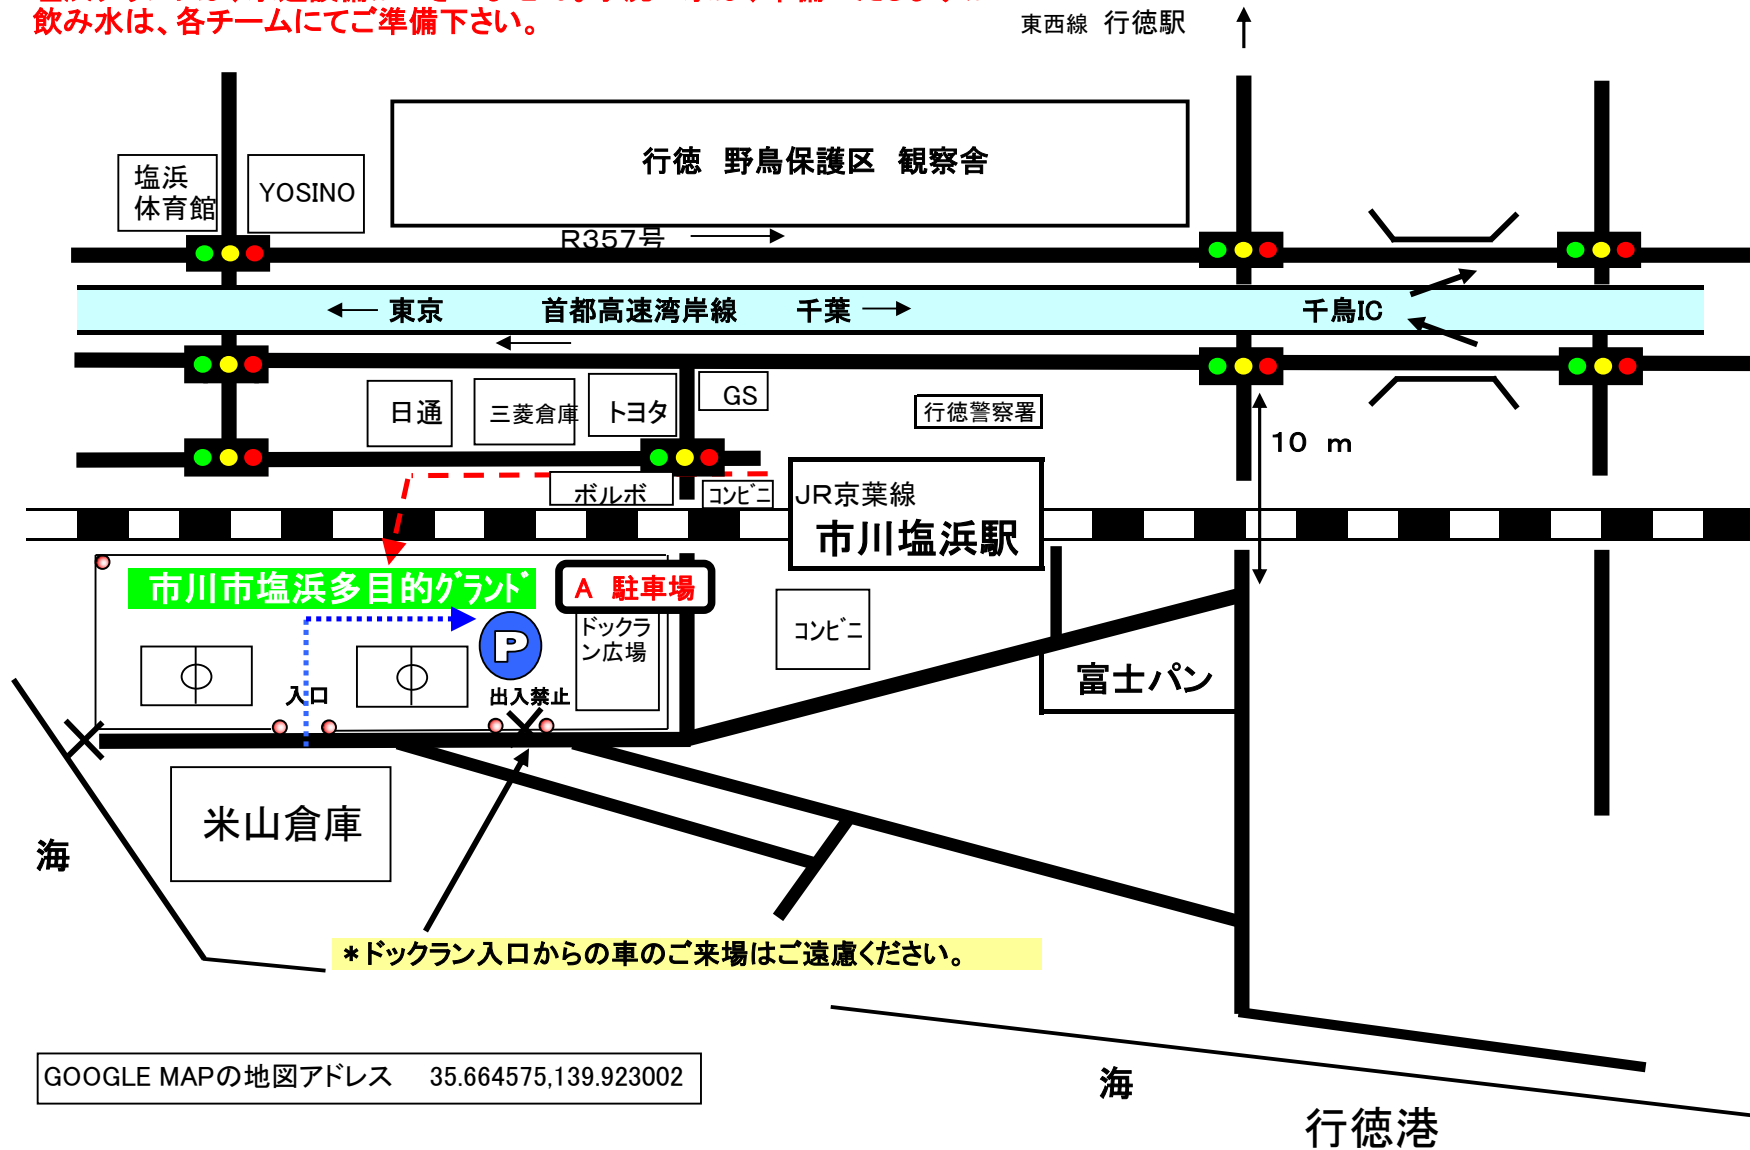 飲み水は、各チームにてご準備下さい。
東西線 行徳駅
行徳 野鳥保護区 観察舎
塩浜
体育館
YOSINO
R357号
東京 首都高速湾岸線 千葉
千鳥IC
日通
三菱倉庫
トヨタ
GS
行徳警察署
10 m
ボルボ
コンビニ
JR京葉線
市川塩浜駅
市川市塩浜多目的グランド
A 駐車場
ドックラ
ン広場
コンビニ
P
入口
出入禁止
富士パン
米山倉庫
海
*ドックラン入口からの車のご来場はご遠慮ください。
GOOGLE MAPの地図アドレス 35.664575,139.923002
海
行徳港